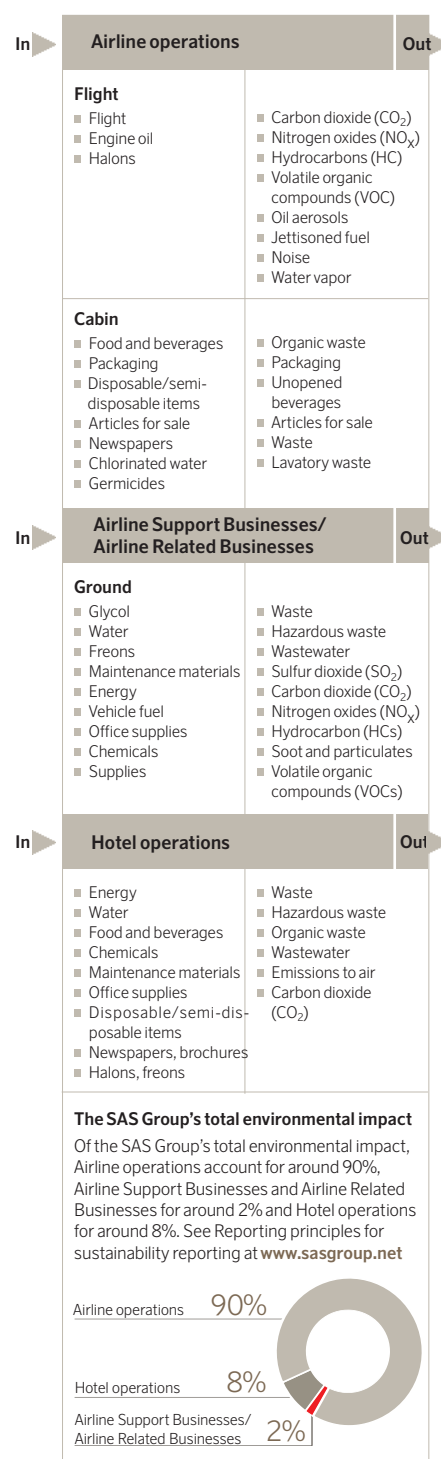 In
Airline operations
Out
Flight
Flight
Engine oil
Halons
Carbon dioxide (CO2)
Nitrogen oxides (NOX)
Hydrocarbons (HC)
Volatile organic
compounds (VOC)
Oil aerosols
Jettisoned fuel
Noise
Water vapor
Cabin
Food and beverages
Packaging
Disposable/semi-
disposable items
Articles for sale
Newspapers
Chlorinated water
Germicides
Organic waste
Packaging
Unopened
beverages
Articles for sale
Waste
Lavatory waste
In
Airline Support Businesses/
Airline Related Businesses
Out
Ground
Glycol
Water
Freons
Maintenance materials
Energy
Vehicle fuel
Office supplies
Chemicals
Supplies
Waste
Hazardous waste
Wastewater
Sulfur dioxide (SO2)
Carbon dioxide (CO2)
Nitrogen oxides (NOX)
Hydrocarbon (HCs)
Soot and particulates
Volatile organic
compounds (VOCs)
In
Hotel operations
Out
Energy
Water
Food and beverages
Chemicals
Maintenance materials
Office supplies
Disposable/semi-dis-
posable items
Newspapers, brochures
Halons, freons
Waste
Hazardous waste
Organic waste
Wastewater
Emissions to air
Carbon dioxide
(CO2)
The SAS Group's total environmental impact
Of the SAS Group's total environmental impact,
Airline operations account for around 90%,
Airline Support Businesses and Airline Related
Businesses for around 2% and Hotel operations
for around 8%. See Reporting principles for
sustainability reporting at www.sasgroup.net
Airline operations 90%
Hotel operations 8%
Airline Support Businesses/
Airline Related Businesses 2%